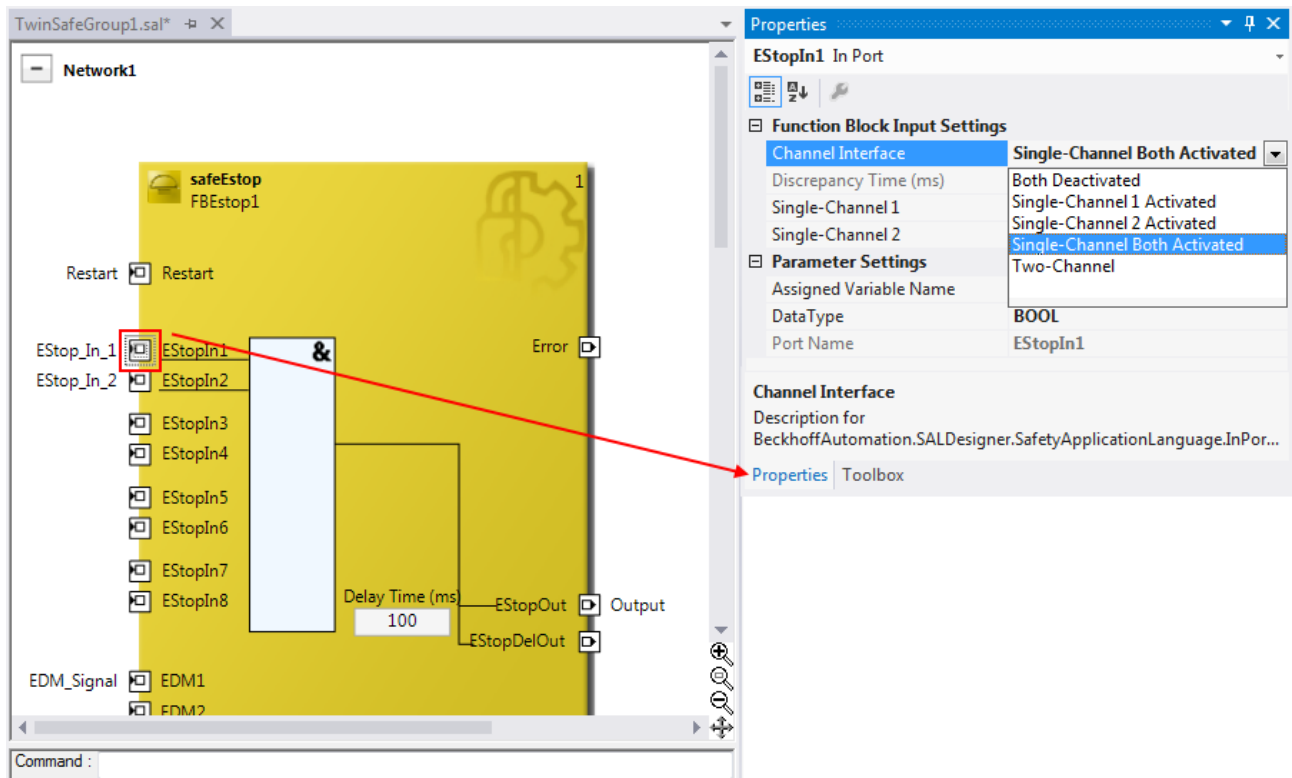 TwinSafeGroup1.sal*
Network1
safeEstop 1
FBEstop1
Restart Restart
EStop_In_1 EStopIn1 & Error
EStop_In_2 EStopIn2
EStopIn3
EStopIn4
EStopIn5
EStopIn6
EStopIn7
EStopIn8
Delay Time (ms)
100
EStopOut Output
EStopDelOut
EDM_Signal EDM1
EDM2
Command :
Properties
EStopIn1 In Port
Function Block Input Settings
Channel Interface Single-Channel Both Activated
Discrepancy Time (ms)
Single-Channel 1
Single-Channel 2
Both Deactivated
Single-Channel 1 Activated
Single-Channel 2 Activated
Single-Channel Both Activated
Two-Channel
Parameter Settings
Assigned Variable Name
DataType BOOL
Port Name EStopIn1
Channel Interface
Description for
BeckhoffAutomation.SALDesigner.SafetyApplicationLanguage.InPor...
Properties Toolbox